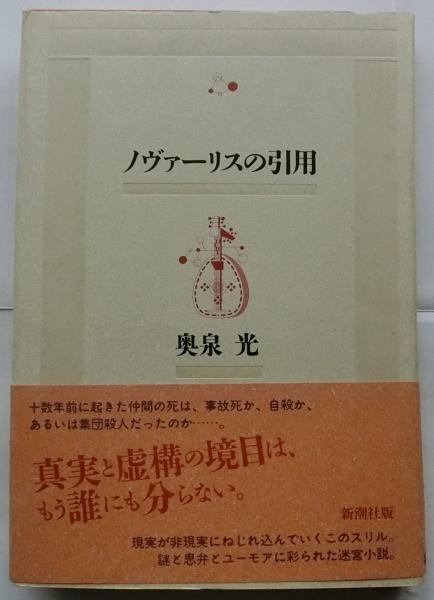 ノヴァーリスの引用
奥泉 光
十数年前に起きた仲間の死は、事故死か、自殺か、
あるいは集団殺人だったのか……。
真実と虚構の境目は、
もう誰にも分らない。
新潮社版
現実が非現実にねじれ込んでいくこのスリル。
謎と思弁とユーモアに彩られた迷宮小説。